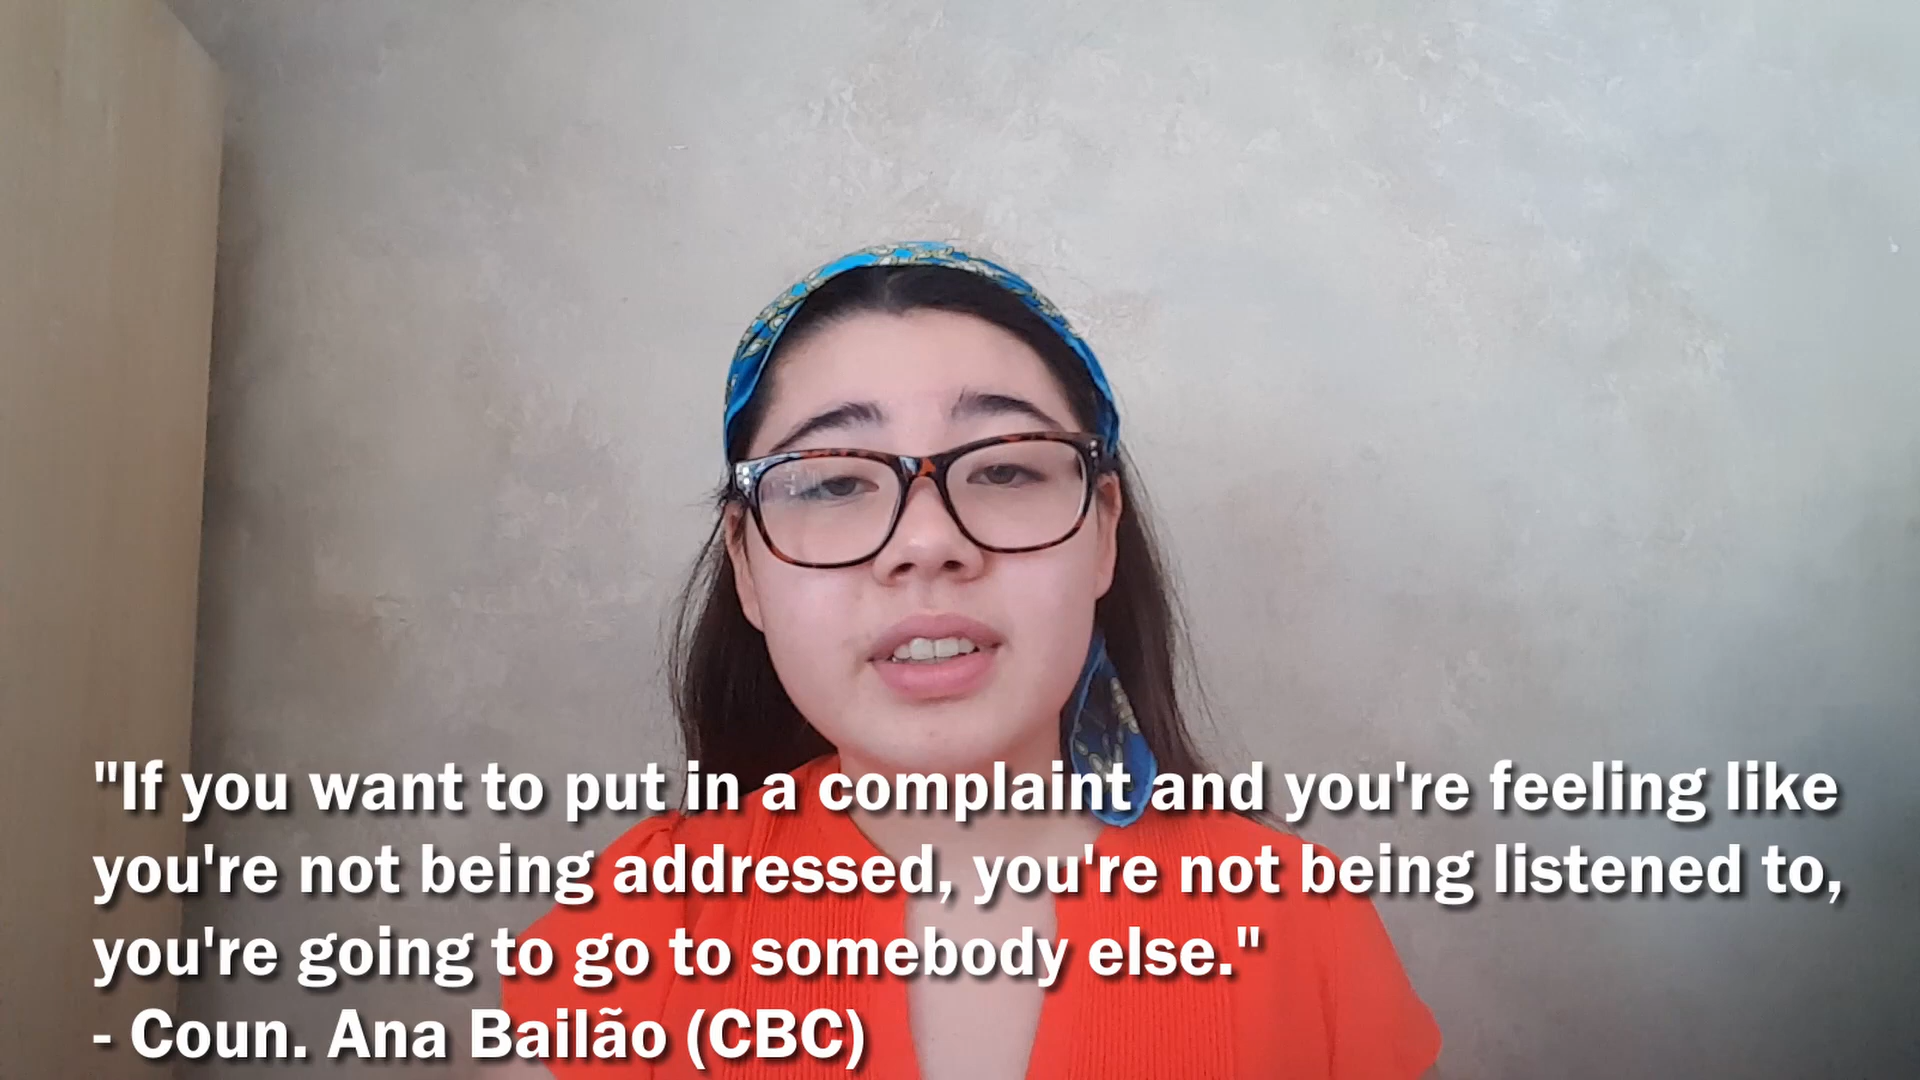 "If you want to put in a complaint and you're feeling like
you're not being addressed, you're not being listened to,
you're going to go to somebody else."
- Coun. Ana Bailão (CBC)